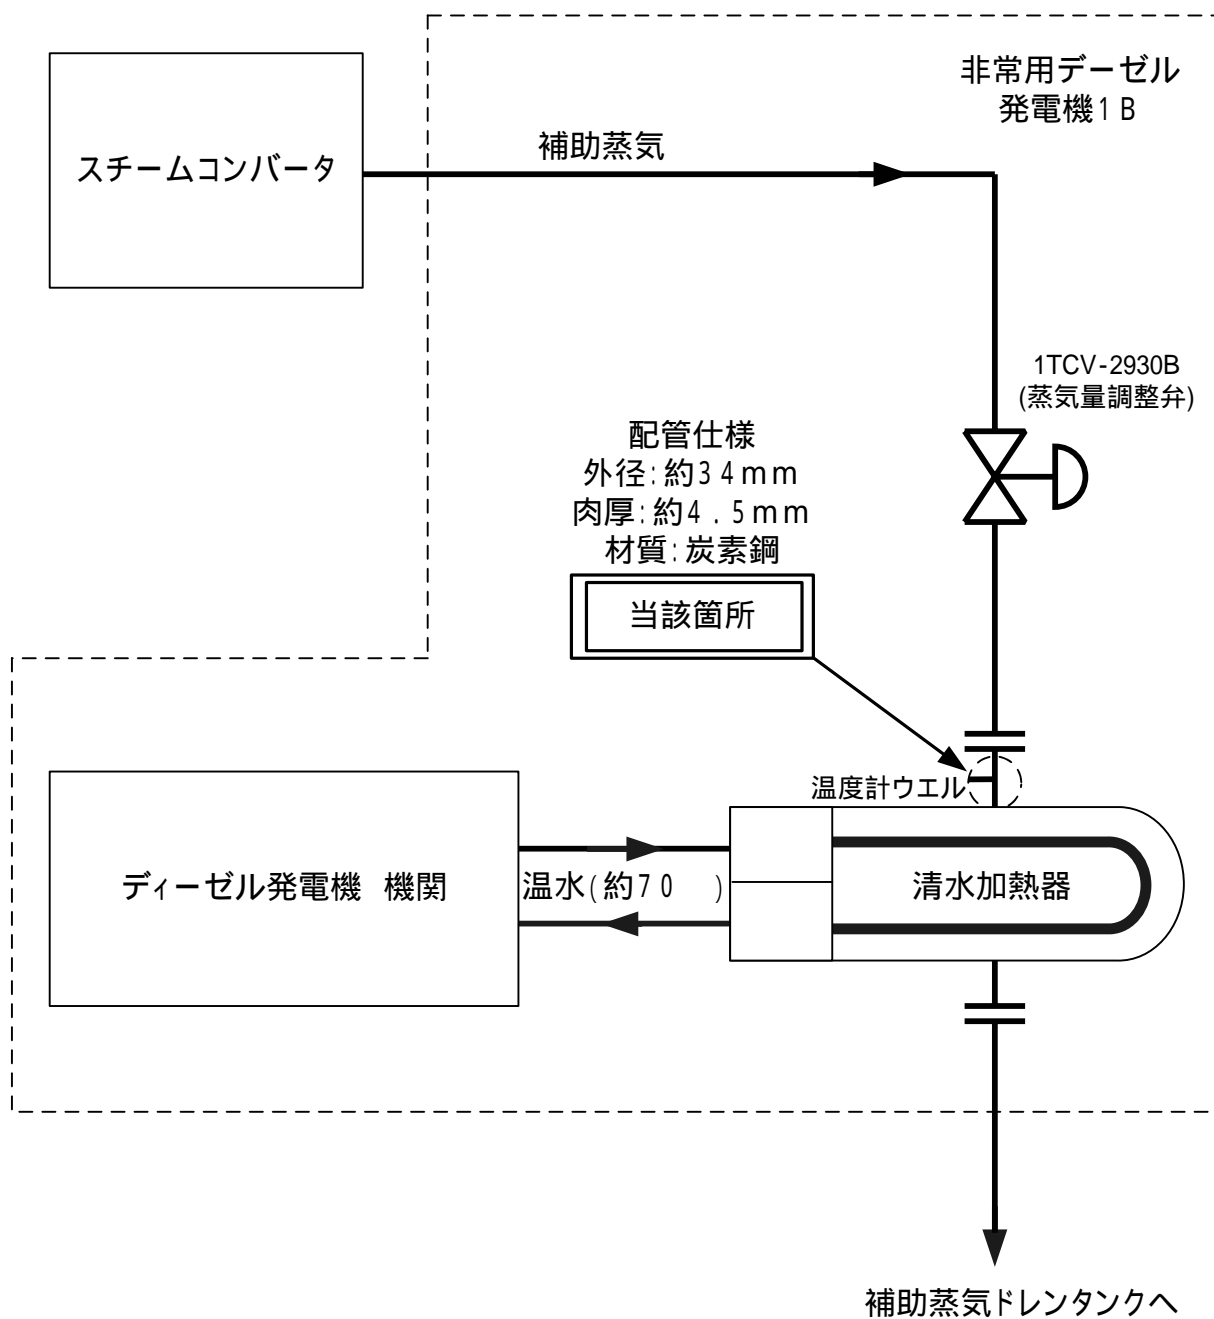 非常用デーゼル
発電機1B
補助蒸気
スチームコンバータ
1TCV-2930B
(蒸気量調整弁)
配管仕様
外径:約34mm
肉厚:約4.5mm
材質:炭素鋼
当該箇所
温度計ウエル
ディーゼル発電機 機関
温水(約70 )
清水加熱器
補助蒸気ドレンタンクへ